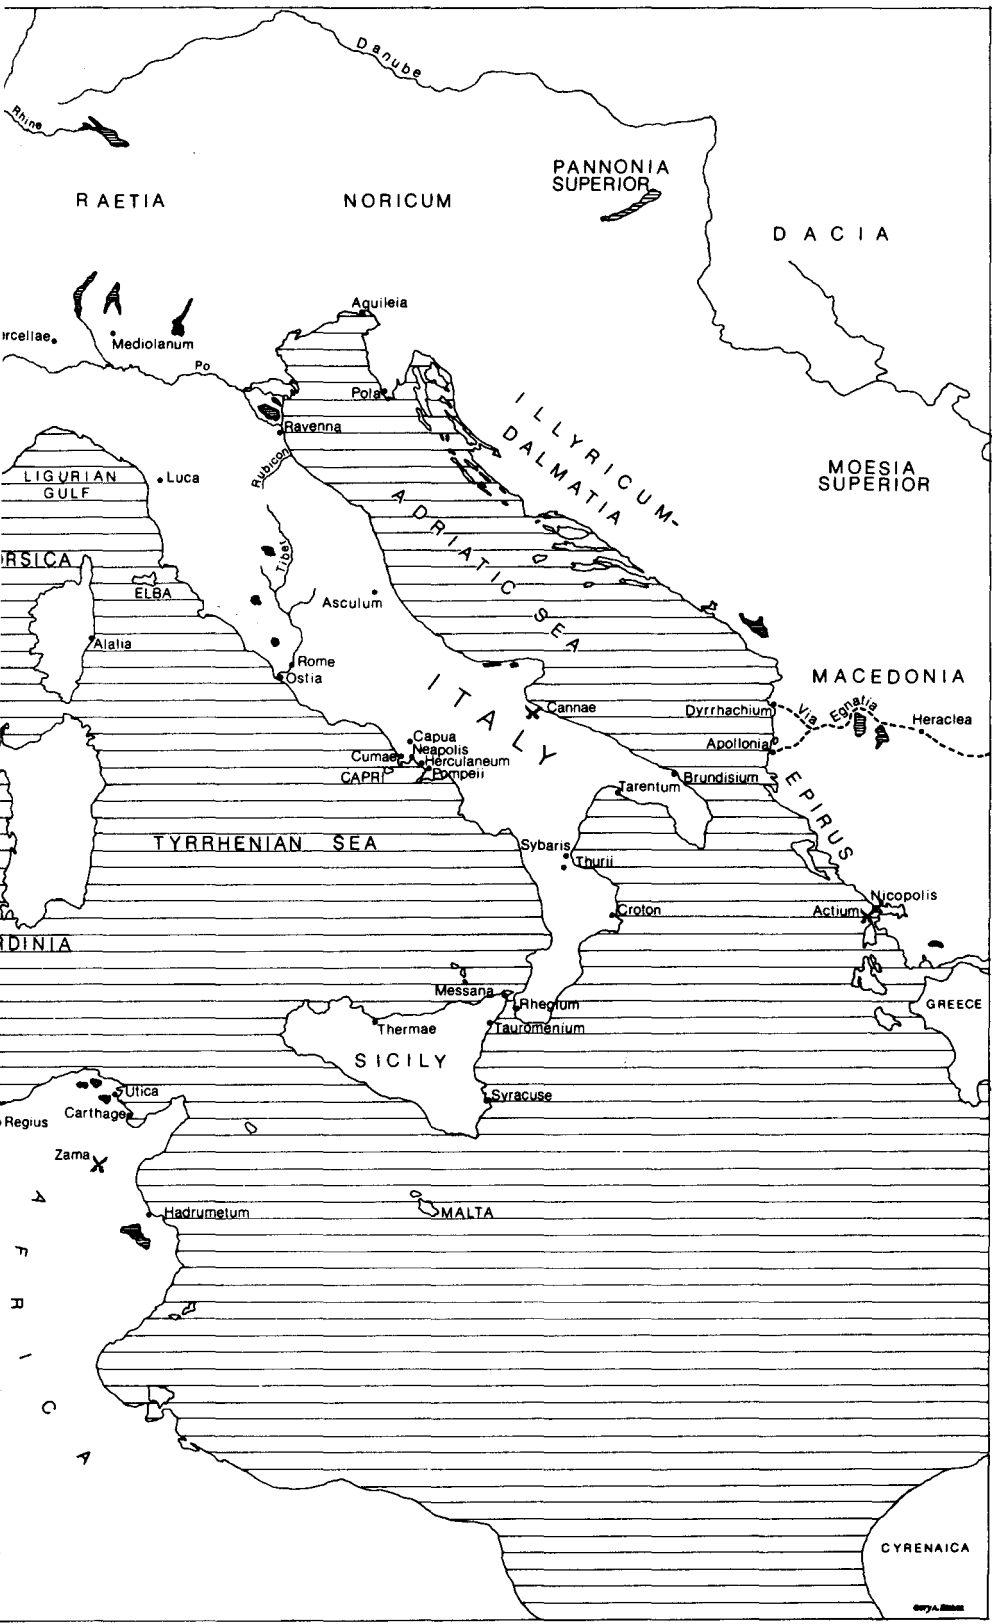 Danube
Rhine
PANNONIA
SUPERIOR
RAETIA
NORICUM
DACIA
Aquileia
ircellae
Mediolanum
Po
Pola
Ravenna
ILLYRICUM-
DALMATIA
Rubicon
LIGURIAN
GULF
Luca
MOESIA
SUPERIOR
ADRIATIC SEA
Tiber
RSICA
ELBA
Asculum
Alalia
Rome
Ostia
ITALY
MACEDONIA
Cannae
Dyrrhachium
Via Egnatia
Heraclea
Apollonia
Capua
Neapolis
Cumae
Herculaneum
CAPRI
Pompeii
Brundisium
Tarentum
EPIRUS
TYRRHENIAN SEA
Sybaris
Thurii
Nicopolis
Actium
Croton
RDINIA
Messana
Rhegium
GREECE
Thermae
Tauromenium
SICILY
Utica
Syracuse
Carthage
Regius
Zama
AFRICA
Hadrumetum
MALTA
CYRENAICA